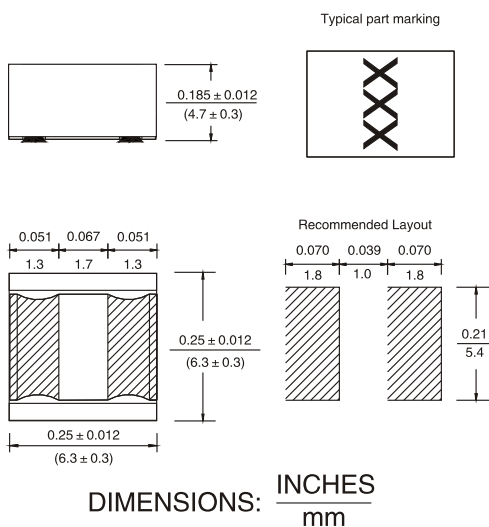 Typical part marking
0.185 ± 0.012
(4.7 ± 0.3)
XXX
0.051 0.067 0.051
1.3 1.7 1.3
0.25 ± 0.012
(6.3 ± 0.3)
0.25 ± 0.012
(6.3 ± 0.3)
Recommended Layout
0.070 0.039 0.070
1.8 1.0 1.8
0.21
5.4
DIMENSIONS: INCHES
mm